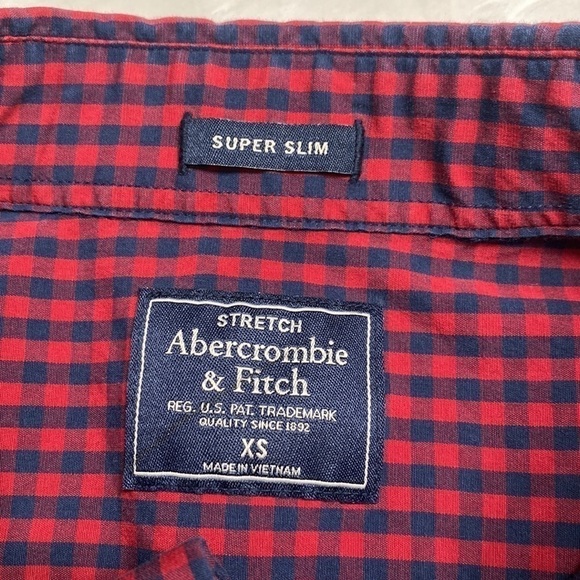 SUPER SLIM
STRETCH
Abercrombie
& Fitch
REG. U.S. PAT. TRADEMARK
QUALITY SINCE 1892
XS
MADE IN VIETNAM